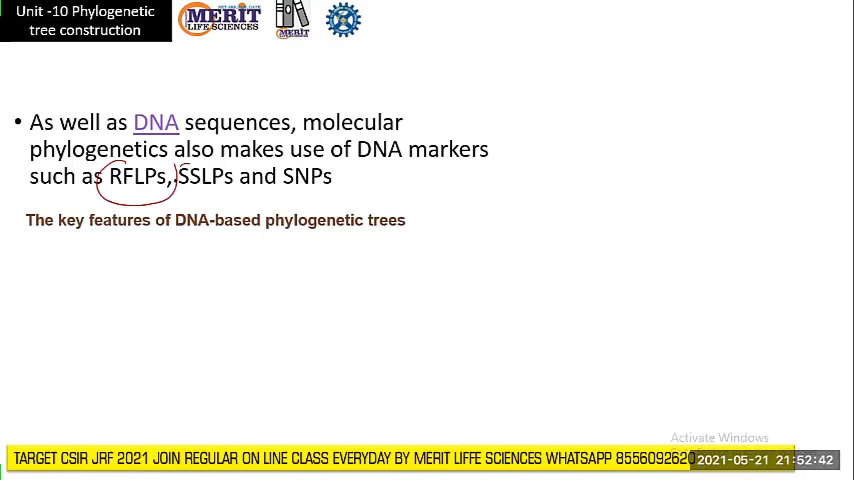 Unit -10 Phylogenetic
tree construction
MERIT
LIFE SCIENCES
MERIT
• As well as DNA sequences, molecular
phylogenetics also makes use of DNA markers
such as RFLPs, SSLPs and SNPs
The key features of DNA-based phylogenetic trees
Activate Windows
TARGET CSIR JRF 2021 JOIN REGULAR ON LINE CLASS EVERYDAY BY MERIT LIFFE SCIENCES WHATSAPP 8556092620
2021-05-21 21:52:42